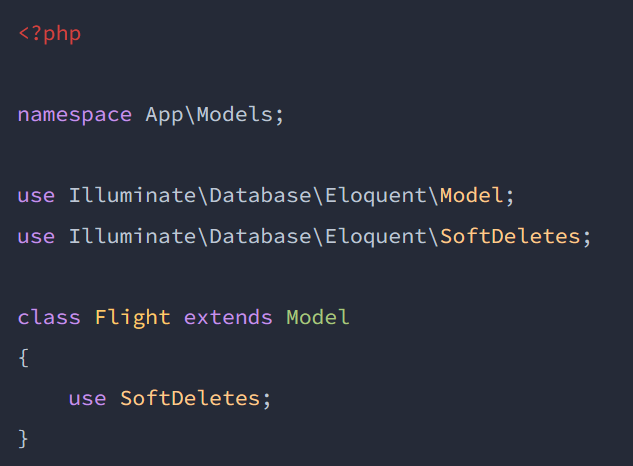 <?php
namespace App\Models;
use Illuminate\Database\Eloquent\Model;
use Illuminate\Database\Eloquent\SoftDeletes;
class Flight extends Model
{
    use SoftDeletes;
}